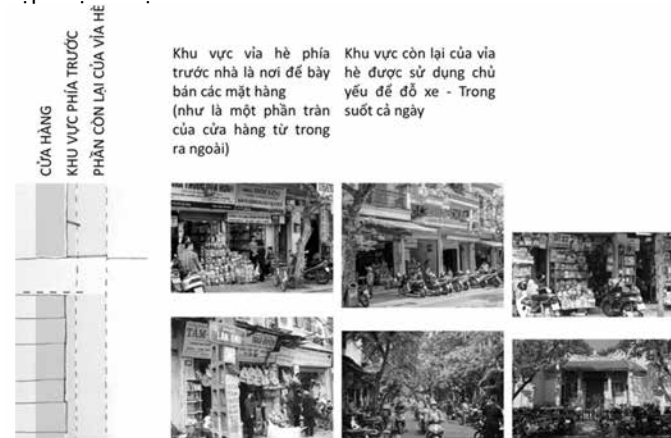 CỬA HÀNG
KHU VỰC PHÍA TRƯỚC
PHẦN CÒN LẠI CỦA VỈA HÈ
Khu vực vỉa hè phía
trước nhà là nơi để bày
bán các mặt hàng
(như là một phần tràn
của cửa hàng từ trong
ra ngoài)
Khu vực còn lại của vỉa
hè được sử dụng chủ
yếu để đỗ xe - Trong
suốt cả ngày